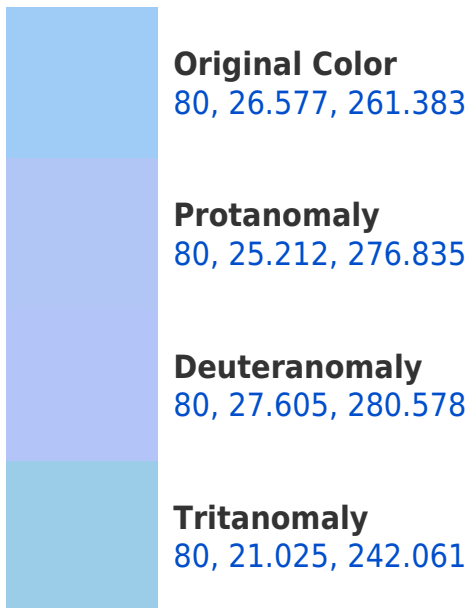 Original Color
80, 26.577, 261.383
Protanomaly
80, 25.212, 276.835
Deuteranomaly
80, 27.605, 280.578
Tritanomaly
80, 21.025, 242.061